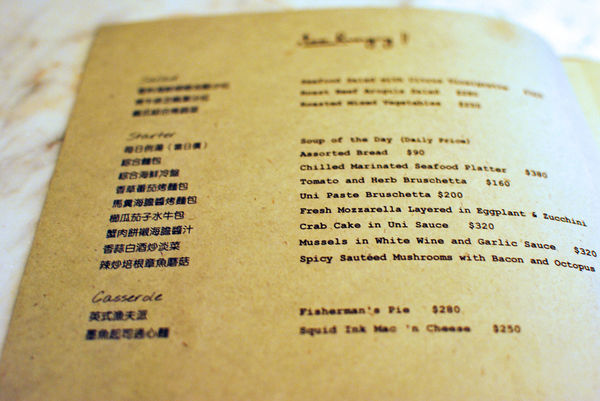 Salad
Seafood Salad with Citrus Vinaigrette
Roast Beef Arugula Salad $280
Roasted Mixed Vegetables $250
Starter
每日例湯（當日價） Soup of the Day (Daily Price)
綜合麵包 Assorted Bread $90
綜合海鮮冷盤 Chilled Marinated Seafood Platter $380
香草蕃茄烤麵包 Tomato and Herb Bruschetta $160
馬糞海膽醬烤麵包 Uni Paste Bruschetta $200
櫛瓜茄子水牛包 Fresh Mozzarella Layered in Eggplant & Zucchini
蟹肉餅襯海膽醬汁 Crab Cake in Uni Sauce $320
香蒜白酒炒淡菜 Mussels in White Wine and Garlic Sauce $320
辣炒培根章魚蘑菇 Spicy Sautéed Mushrooms with Bacon and Octopus
Casserole
英式漁夫派 Fisherman's Pie $280
墨魚起司通心麵 Squid Ink Mac 'n Cheese $250